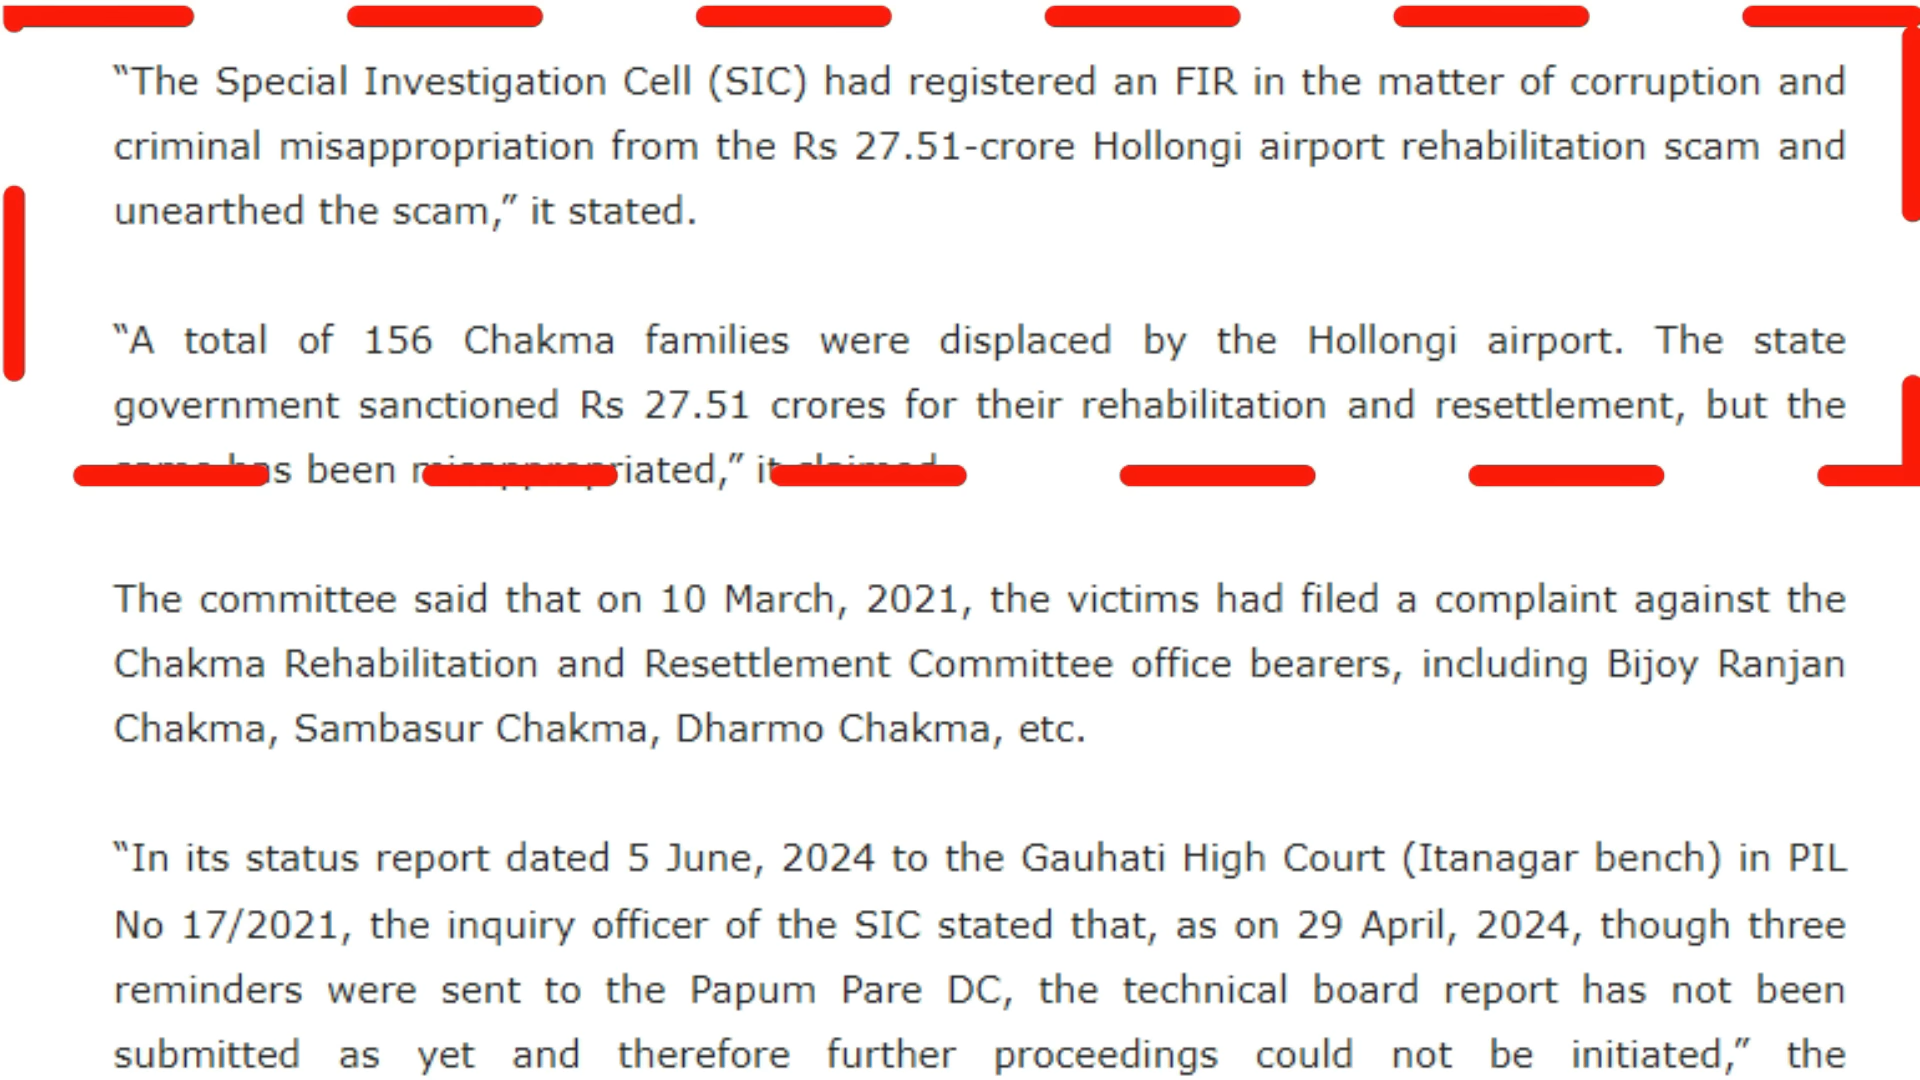 “The Special Investigation Cell (SIC) had registered an FIR in the matter of corruption and
criminal misappropriation from the Rs 27.51-crore Hollongi airport rehabilitation scam and
unearthed the scam,” it stated.
“A total of 156 Chakma families were displaced by the Hollongi airport. The state
government sanctioned Rs 27.51 crores for their rehabilitation and resettlement, but the
same has been misappropriated,” it claimed.
The committee said that on 10 March, 2021, the victims had filed a complaint against the
Chakma Rehabilitation and Resettlement Committee office bearers, including Bijoy Ranjan
Chakma, Sambasur Chakma, Dharmo Chakma, etc.
“In its status report dated 5 June, 2024 to the Gauhati High Court (Itanagar bench) in PIL
No 17/2021, the inquiry officer of the SIC stated that, as on 29 April, 2024, though three
reminders were sent to the Papum Pare DC, the technical board report has not been
submitted as yet and therefore further proceedings could not be initiated,” the